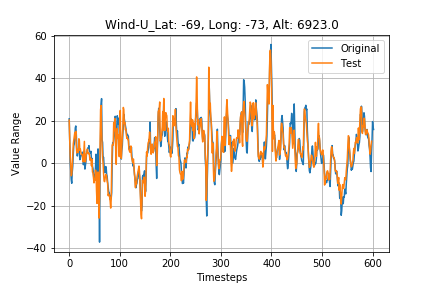 Wind-U_Lat: -69, Long: -73, Alt: 6923.0
Original
Test
Value Range
60
40
20
0
−20
−40
0 100 200 300 400 500 600
Timesteps